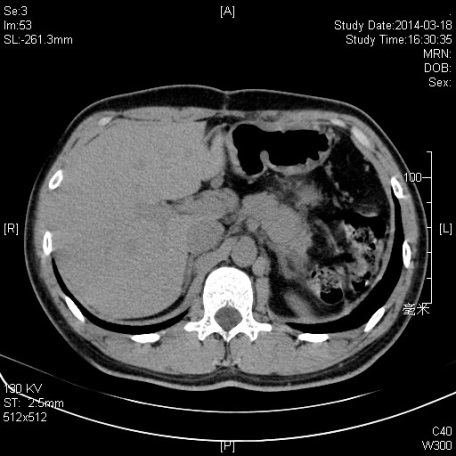 Se:3
Im:53
SL:-261.3mm
[A]
Study Date:2014-03-18
Study Time:16:30:35
MRN:
DOB:
Sex:
100
[R]
[L]
毫米
130 KV
ST: 2.5mm
512x512
[P]
C40
W300